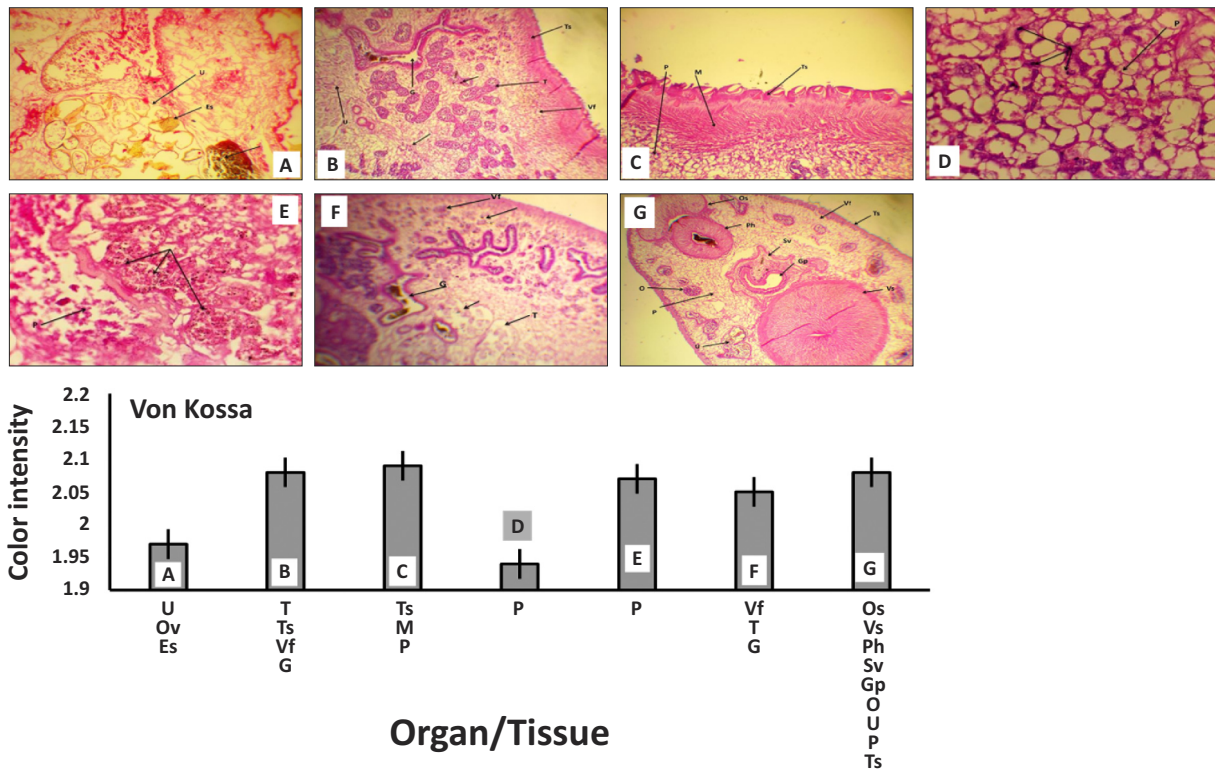 U
Es
A
Ts
T
Vf
G
U
B
P
M
Ts
C
P
D
E
P
F
Vf
G
T
G
Os
Vf
Ts
Ph
Sv
Gp
O
P
Vs
U
Von Kossa
Color intensity
2.2
2.15
2.1
2.05
2
1.95
1.9
A
B
C
D
E
F
G
U
Ov
Es
T
Ts
Vf
G
Ts
M
P
P
P
Vf
T
G
Os
Vs
Ph
Sv
Gp
O
U
P
Ts
Organ/Tissue